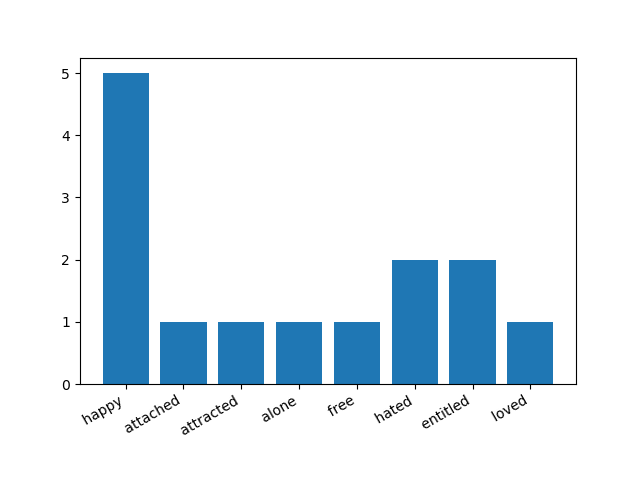 5
4
3
2
1
0
happy
attached
attracted
alone
free
hated
entitled
loved